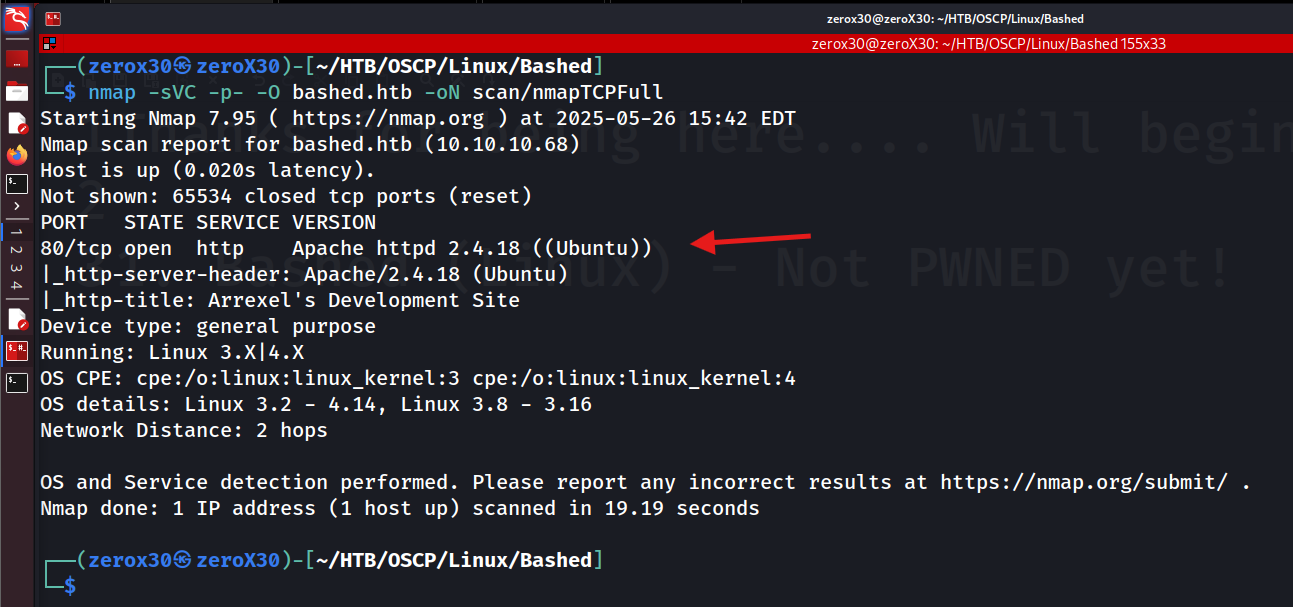 zerox30@zeroX30: ~/HTB/OSCP/Linux/Bashed
zerox30@zeroX30: ~/HTB/OSCP/Linux/Bashed 155x33
┌──(zerox30㉿zeroX30)-[~/HTB/OSCP/Linux/Bashed]
└─$ nmap -sVC -p- -O bashed.htb -oN scan/nmapTCPFull
Starting Nmap 7.95 ( https://nmap.org ) at 2025-05-26 15:42 EDT
Nmap scan report for bashed.htb (10.10.10.68)
Host is up (0.020s latency).
Not shown: 65534 closed tcp ports (reset)
PORT   STATE SERVICE VERSION
80/tcp open  http    Apache httpd 2.4.18 ((Ubuntu))
|_http-server-header: Apache/2.4.18 (Ubuntu)
|_http-title: Arrexel's Development Site
Device type: general purpose
Running: Linux 3.X|4.X
OS CPE: cpe:/o:linux:linux_kernel:3 cpe:/o:linux:linux_kernel:4
OS details: Linux 3.2 - 4.14, Linux 3.8 - 3.16
Network Distance: 2 hops
OS and Service detection performed. Please report any incorrect results at https://nmap.org/submit/ .
Nmap done: 1 IP address (1 host up) scanned in 19.19 seconds
┌──(zerox30㉿zeroX30)-[~/HTB/OSCP/Linux/Bashed]
└─$
1
2
3
4
being here.... Will begin
(Linux) - Not PWNED yet!